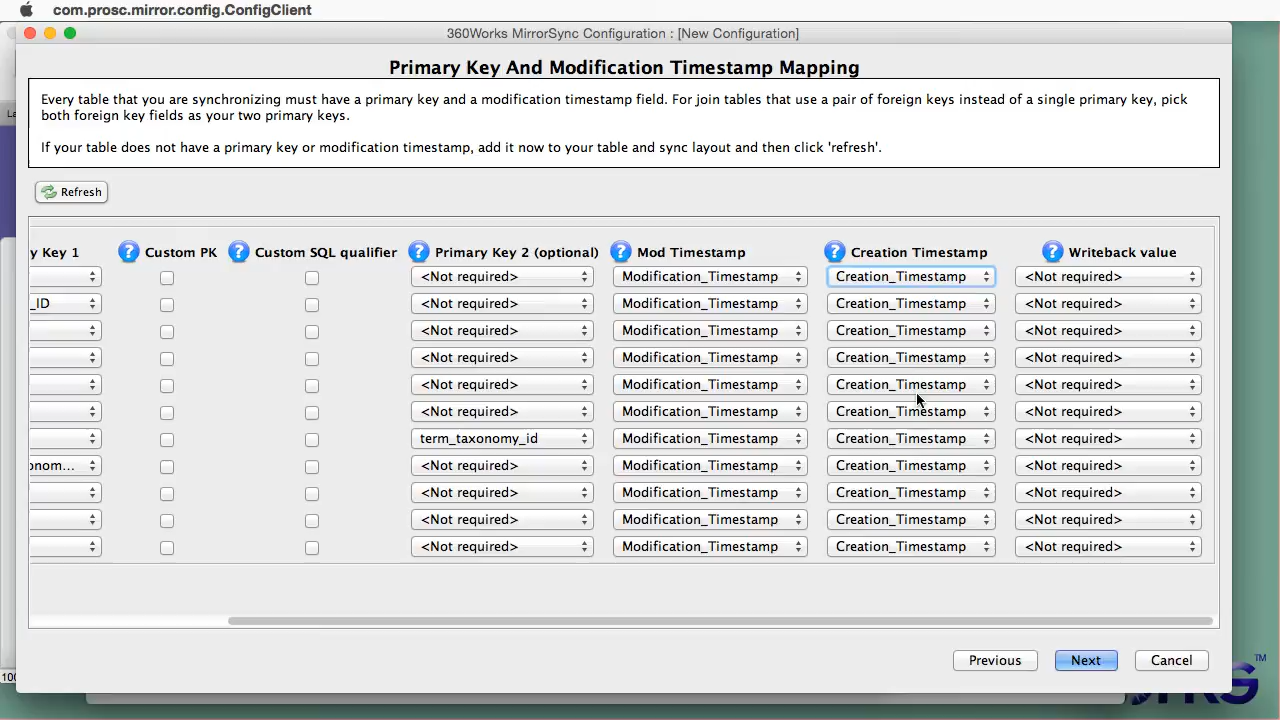 com.prosc.mirror.config.ConfigClient
360Works MirrorSync Configuration : [New Configuration]
Primary Key And Modification Timestamp Mapping
Every table that you are synchronizing must have a primary key and a modification timestamp field. For join tables that use a pair of foreign keys instead of a single primary key, pick
both foreign key fields as your two primary keys.
If your table does not have a primary key or modification timestamp, add it now to your table and sync layout and then click 'refresh'.
La
Refresh
y Key 1 ? Custom PK ? Custom SQL qualifier ? Primary Key 2 (optional) ? Mod Timestamp ? Creation Timestamp ? Writeback value
<Not required> Modification_Timestamp Creation_Timestamp <Not required>
_ID <Not required> Modification_Timestamp Creation_Timestamp <Not required>
<Not required> Modification_Timestamp Creation_Timestamp <Not required>
<Not required> Modification_Timestamp Creation_Timestamp <Not required>
<Not required> Modification_Timestamp Creation_Timestamp <Not required>
<Not required> Modification_Timestamp Creation_Timestamp <Not required>
term_taxonomy_id Modification_Timestamp Creation_Timestamp <Not required>
onom... <Not required> Modification_Timestamp Creation_Timestamp <Not required>
<Not required> Modification_Timestamp Creation_Timestamp <Not required>
<Not required> Modification_Timestamp Creation_Timestamp <Not required>
<Not required> Modification_Timestamp Creation_Timestamp <Not required>
Previous Next Cancel
100
TM